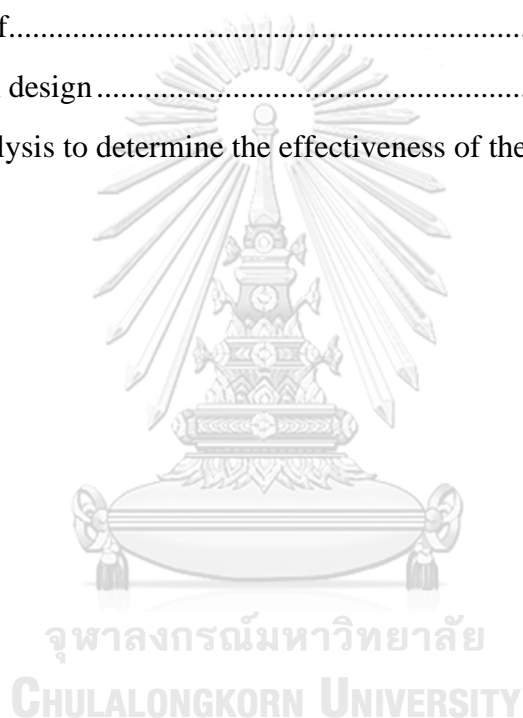 f...............................................................................
design......................................................................
lysis to determine the effectiveness of the
จุฬาลงกรณ์มหาวิทยาลัย
CHULALONGKORN UNIVERSITY